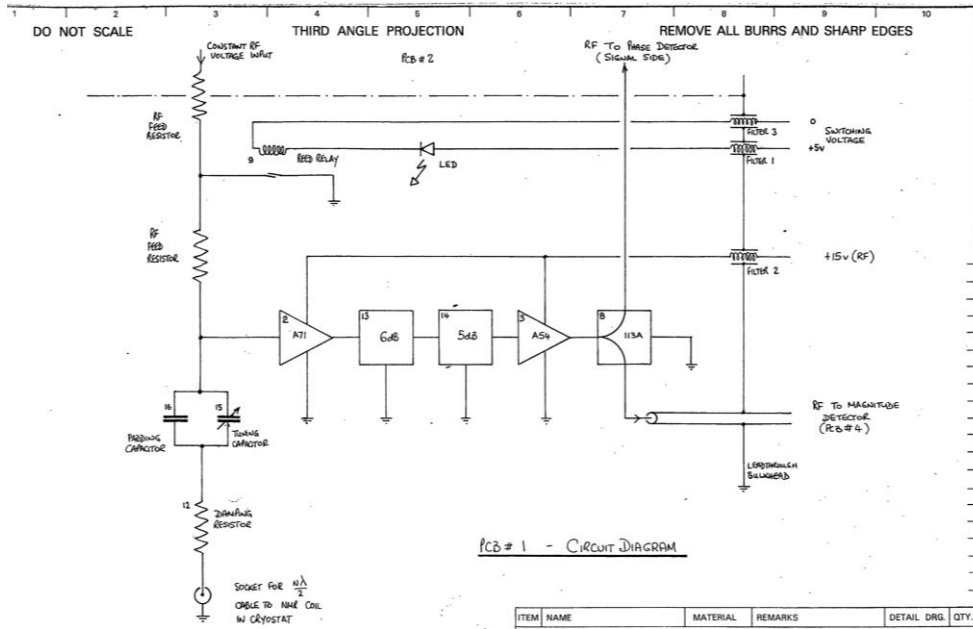 1 2 3 4 5 6 7 8 9 10
DO NOT SCALE THIRD ANGLE PROJECTION REMOVE ALL BURRS AND SHARP EDGES
CONSTANT RF
VOLTAGE INPUT
PCB # 2
RF TO PHASE DETECTOR
(SIGNAL SIDE)
RF
FEED
RESISTOR
FILTER 3
0
SWITCHING
VOLTAGE
9
REED RELAY
LED
FILTER 1
+5v
RF
FEED
RESISTOR
FILTER 2
+15v (RF)
2
A71
13
6dB
14
5dB
3
A54
8
113A
16
PADDING
CAPACITOR
15
TUNING
CAPACITOR
RF TO MAGNITUDE
DETECTOR
(PCB # 4)
LEADTHROUGH
BULKHEAD
12
DAMPING
RESISTOR
PCB # 1 - CIRCUIT DIAGRAM
SOCKET FOR Nλ/2
CABLE TO NMR COIL
IN CRYOSTAT
ITEM NAME MATERIAL REMARKS DETAIL DRG. QTY.